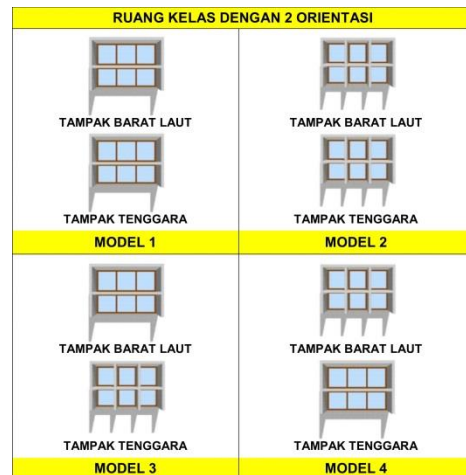 RUANG KELAS DENGAN 2 ORIENTASI
TAMPAK BARAT LAUT
TAMPAK TENGGARA
MODEL 1
TAMPAK BARAT LAUT
TAMPAK TENGGARA
MODEL 2
TAMPAK BARAT LAUT
TAMPAK TENGGARA
MODEL 3
TAMPAK BARAT LAUT
TAMPAK TENGGARA
MODEL 4